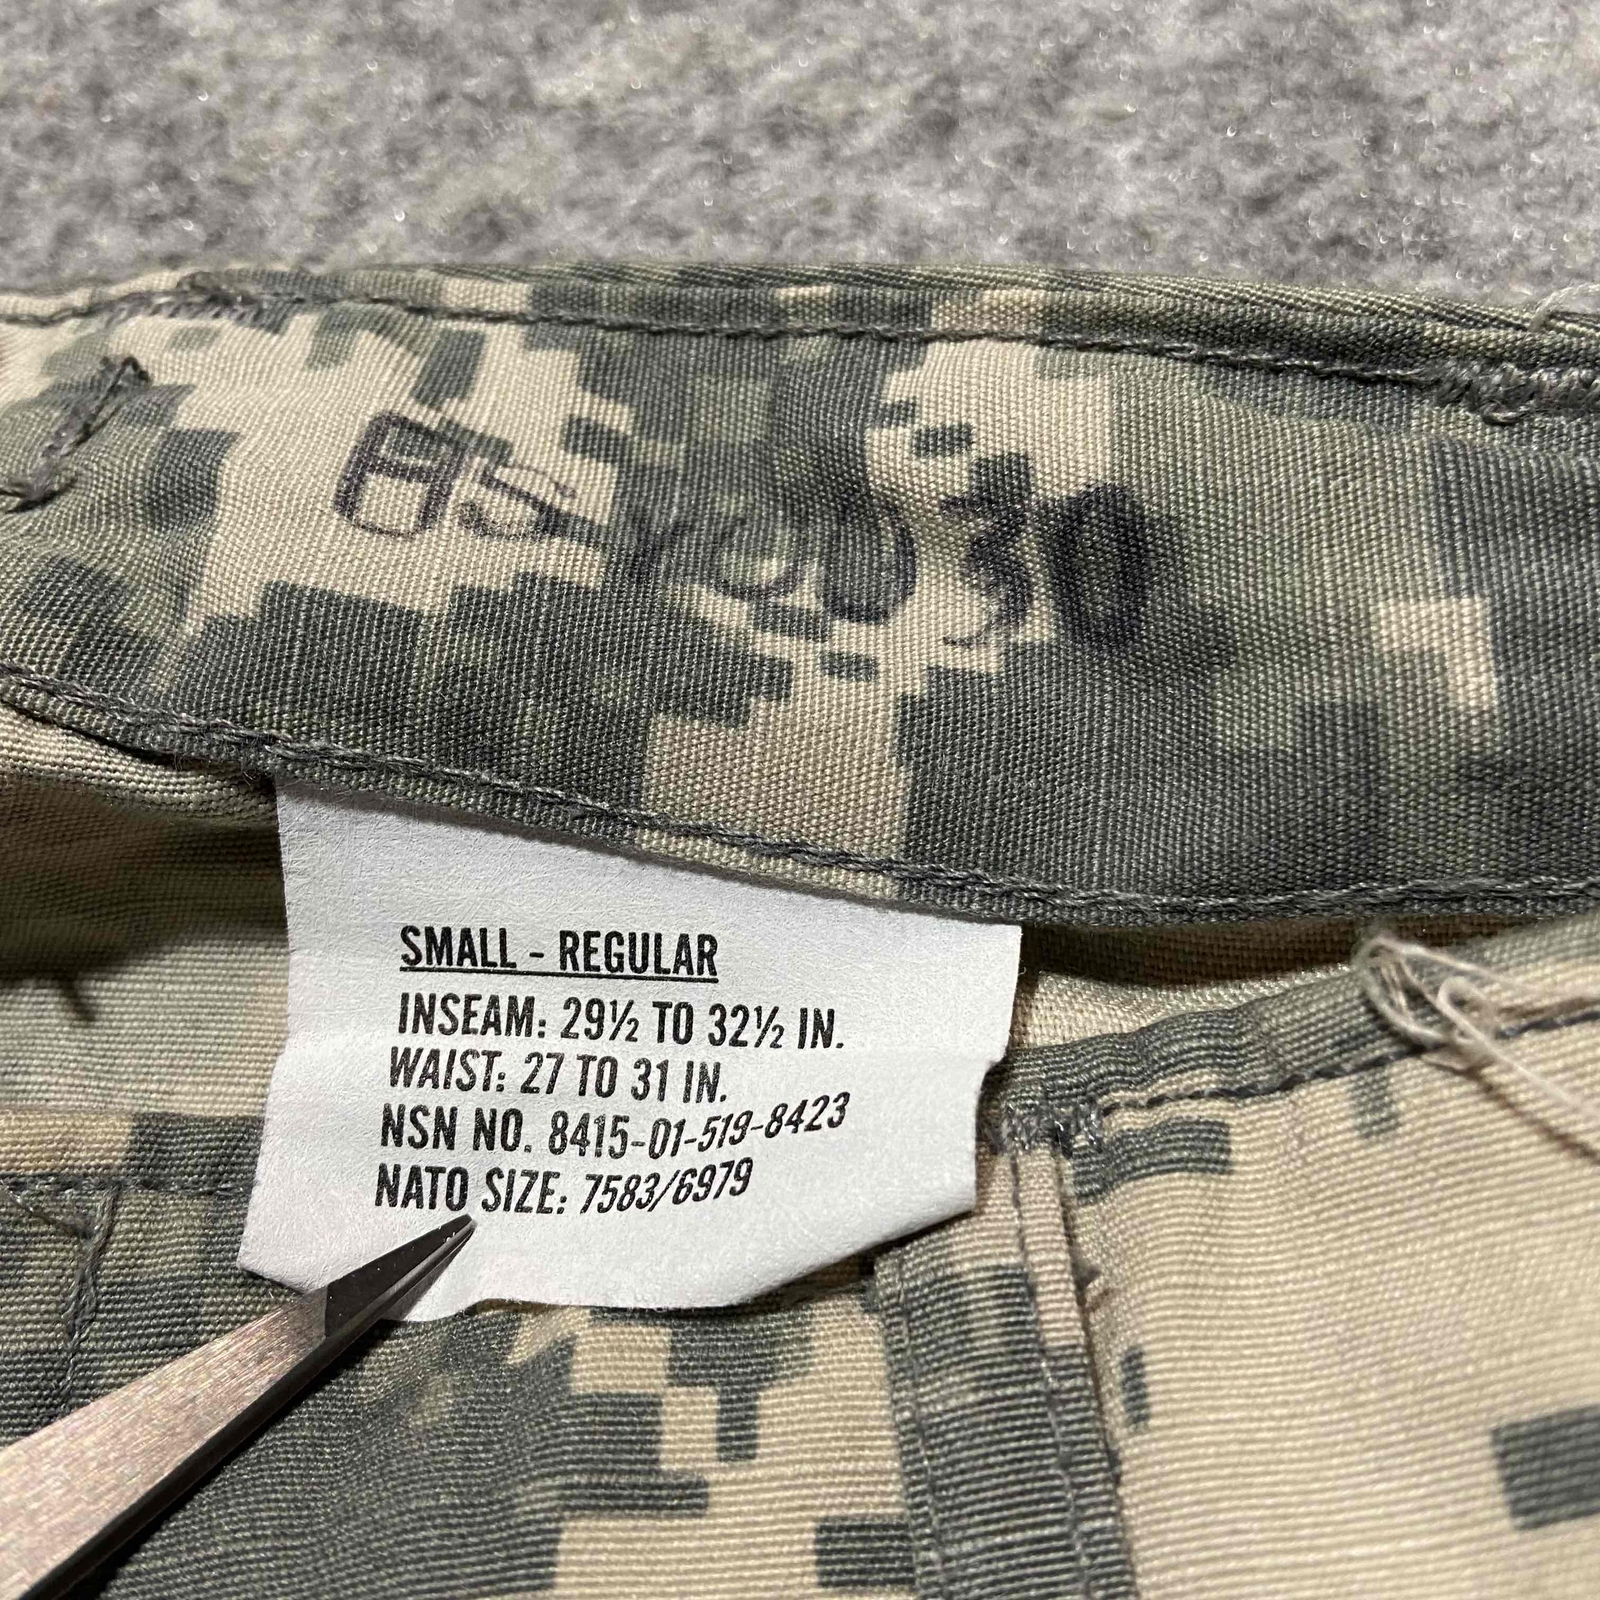 SMALL - REGULAR
INSEAM: 29½ TO 32½ IN.
WAIST: 27 TO 31 IN.
NSN NO. 8415-01-519-8423
NATO SIZE: 7583/6979